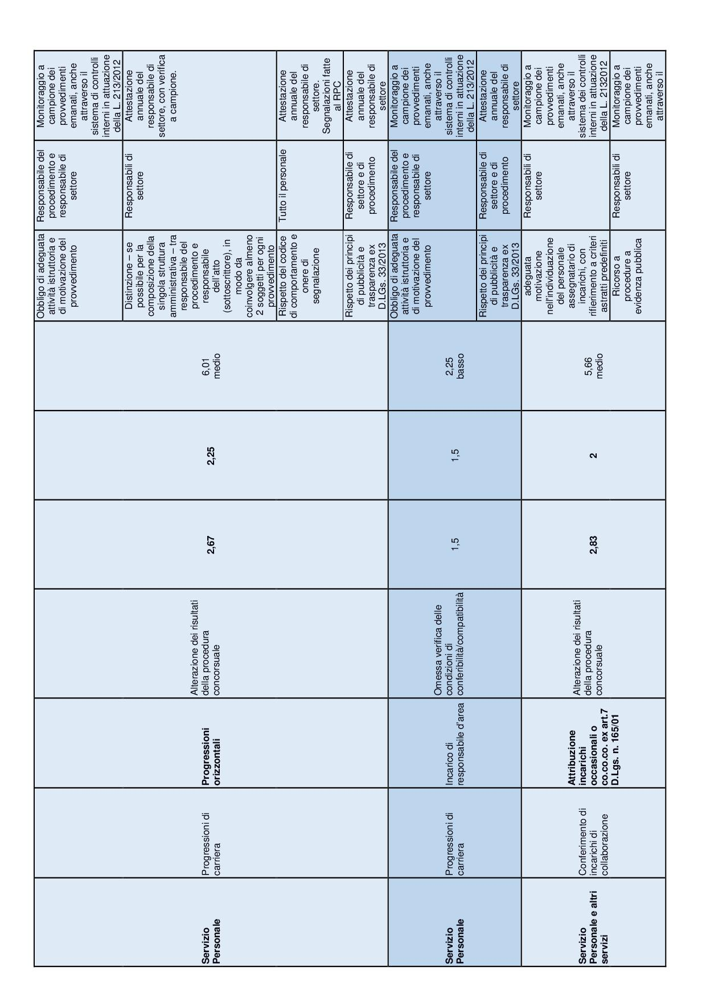 Servizio
Personale
Progressioni di
carriera
Progressioni
orizzontali
Alterazione dei risultati
della procedura
concorsuale
2,67
2,25
6,01
medio
Obbligo di adeguata
attività istruttoria e
di motivazione del
provvedimento
Responsabile del
procedimento e
responsabile di
settore
Monitoraggio a
campione dei
provvedimenti
emanati, anche
attraverso il
sistema di controlli
interni in attuazione
della L. 213/2012
Distinzione – se
possibile per la
composizione della
singola struttura
amministrativa – tra
responsabile del
procedimento e
responsabile
dell'atto
(sottoscrittore), in
modo da
coinvolgere almeno
2 soggetti per ogni
provvedimento
Responsabili di
settore
Attestazione
annuale del
responsabile di
settore, con verifica
a campione.
Rispetto del codice
di comportamento e
onere di
segnalazione
Tutto il personale
Attestazione
annuale del
responsabile di
settore.
Segnalazioni fatte
al RPC
Rispetto dei principi
di pubblicità e
trasparenza ex
D.LGs. 33/2013
Responsabile di
settore e di
procedimento
Attestazione
annuale del
responsabile di
settore
Servizio
Personale
Progressioni di
carriera
Incarico di
responsabile d'area
Omessa verifica delle
condizioni di
conferibilità/compatibilità
1,5
1,5
2,25
basso
Obbligo di adeguata
attività istruttoria e
di motivazione del
provvedimento
Responsabile del
procedimento e
responsabile di
settore
Monitoraggio a
campione dei
provvedimenti
emanati, anche
attraverso il
sistema di controlli
interni in attuazione
della L. 213/2012
Rispetto dei principi
di pubblicità e
trasparenza ex
D.LGs. 33/2013
Responsabile di
settore e di
procedimento
Attestazione
annuale del
responsabile di
settore
Servizio
Personale e altri
servizi
Conferimento di
incarichi di
collaborazione
Attribuzione
incarichi
occasionali o
co.co.co. ex art.7
D.Lgs. n. 165/01
Alterazione dei risultati
della procedura
concorsuale
2,83
2
5,66
medio
adeguata
motivazione
nell'individuazione
del personale
assegnatario di
incarichi, con
rifierimento a criteri
astratti predefiniti
Responsabili di
settore
Monitoraggio a
campione dei
provvedimenti
emanati, anche
attraverso il
sistema dei controlli
interni in attuazione
della L. 2132012
Ricorso a
procedure a
evidenza pubblica
Responsabili di
settore
Monitoraggio a
campione dei
provvedimenti
emanati, anche
attraverso il